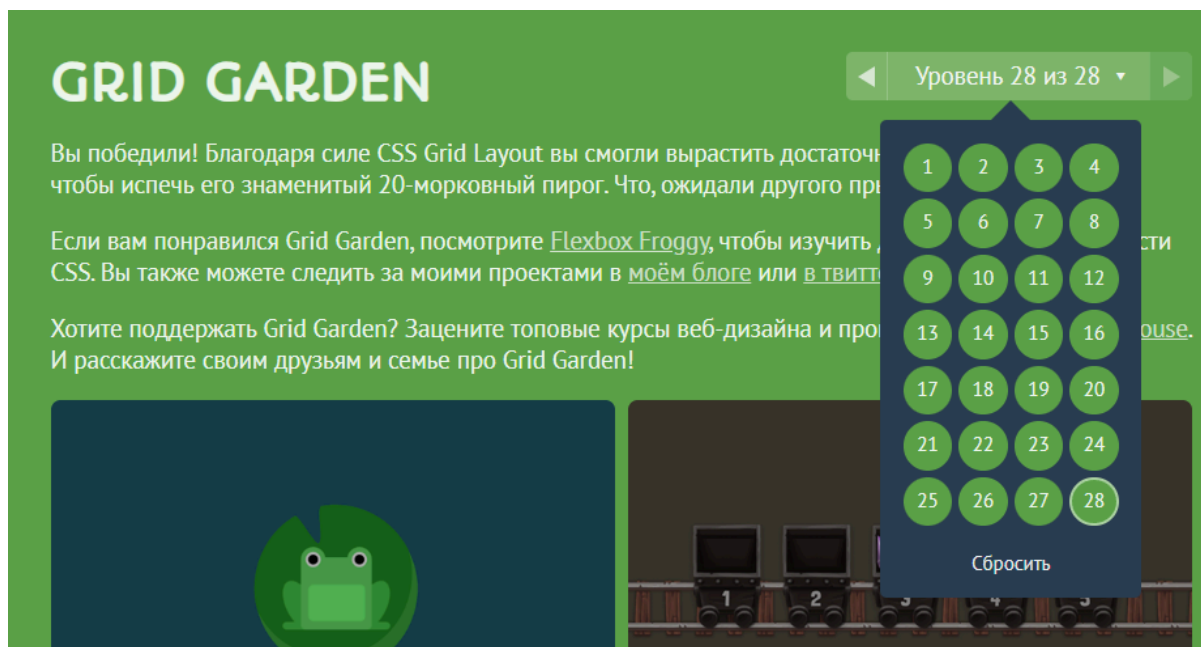 GRID GARDEN
Уровень 28 из 28
Вы победили! Благодаря силе CSS Grid Layout вы смогли вырастить
чтобы испечь его знаменитый 20-морковный пирог. Что, ожидали другого
Если вам понравился Grid Garden, посмотрите Flexbox Froggy, чтобы изучить
CSS. Вы также можете следить за моими проектами в моём блоге или в
Хотите поддержать Grid Garden? Зацените топовые курсы веб-дизайна и
И расскажите своим друзьям и семье про Grid Garden!
1 2 3 4
5 6 7 8
9 10 11 12
13 14 15 16
17 18 19 20
21 22 23 24
25 26 27 28
Сбросить
1 2 3 4 5